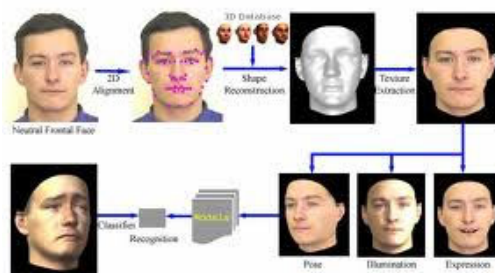 3D Database
2D
Alignment
Shape
Reconstruction
Texture
Extraction
Neutral Frontal Face
Classifier
Recognition
Models
Pose
Illumination
Expression